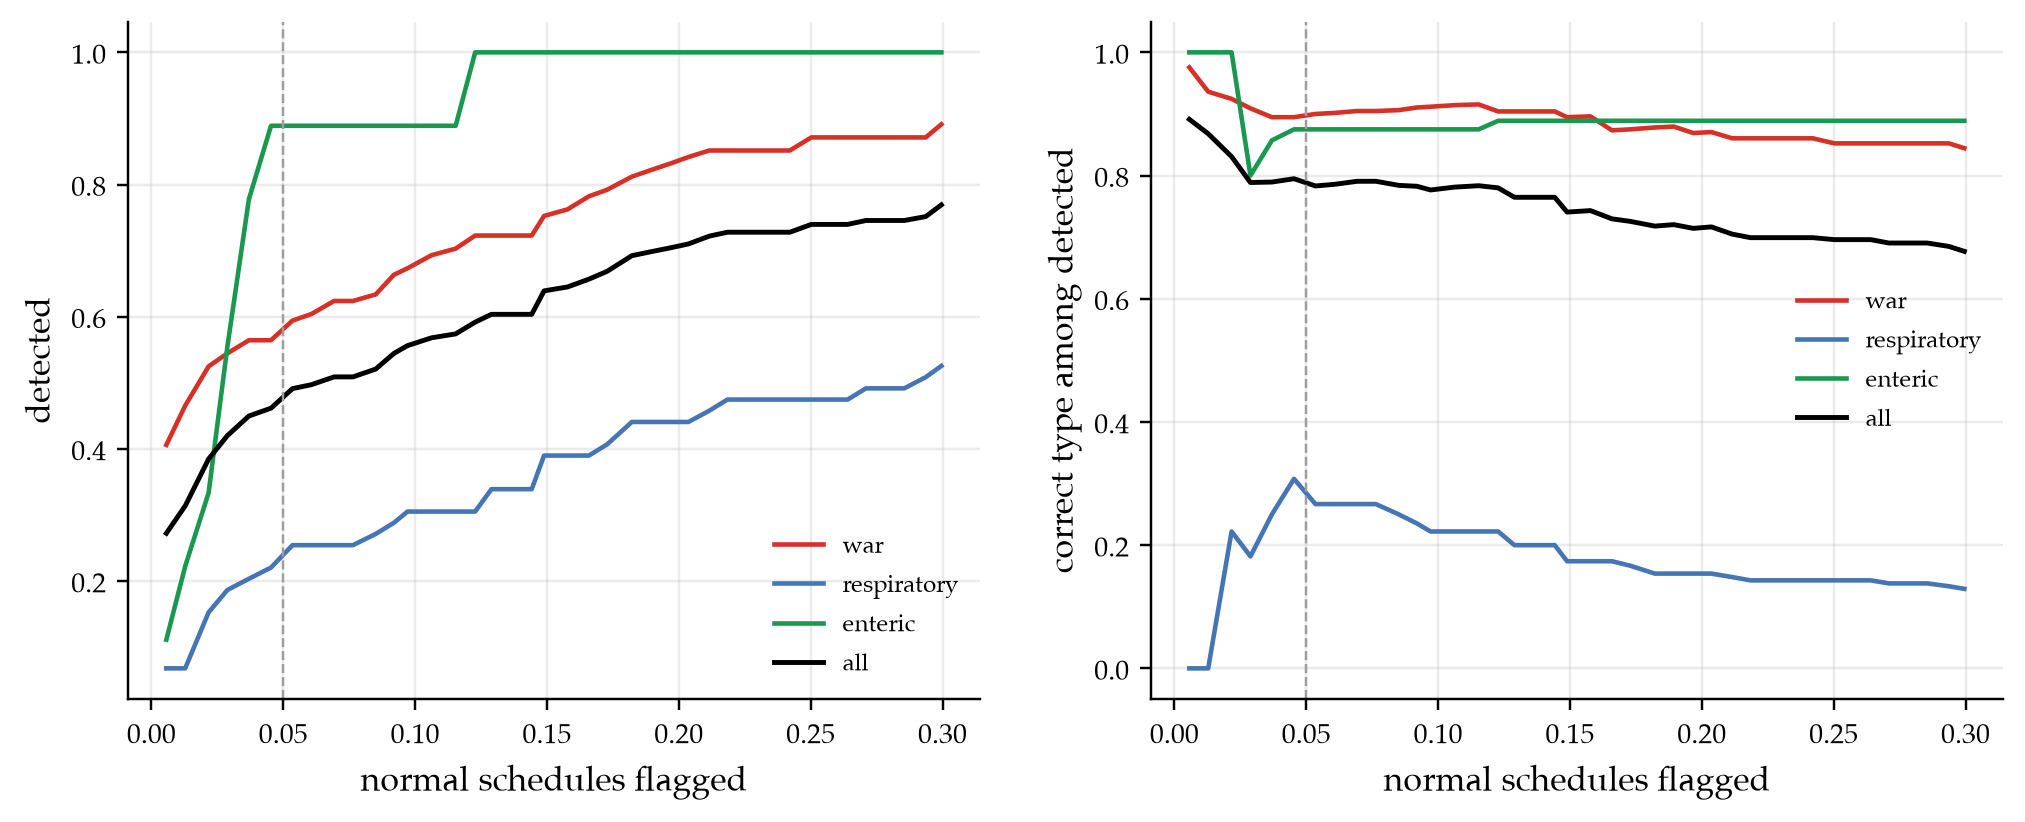 detected
1.0
0.8
0.6
0.4
0.2
0.00 0.05 0.10 0.15 0.20 0.25 0.30
normal schedules flagged
war
respiratory
enteric
all
correct type among detected
1.0
0.8
0.6
0.4
0.2
0.0
0.00 0.05 0.10 0.15 0.20 0.25 0.30
normal schedules flagged
war
respiratory
enteric
all